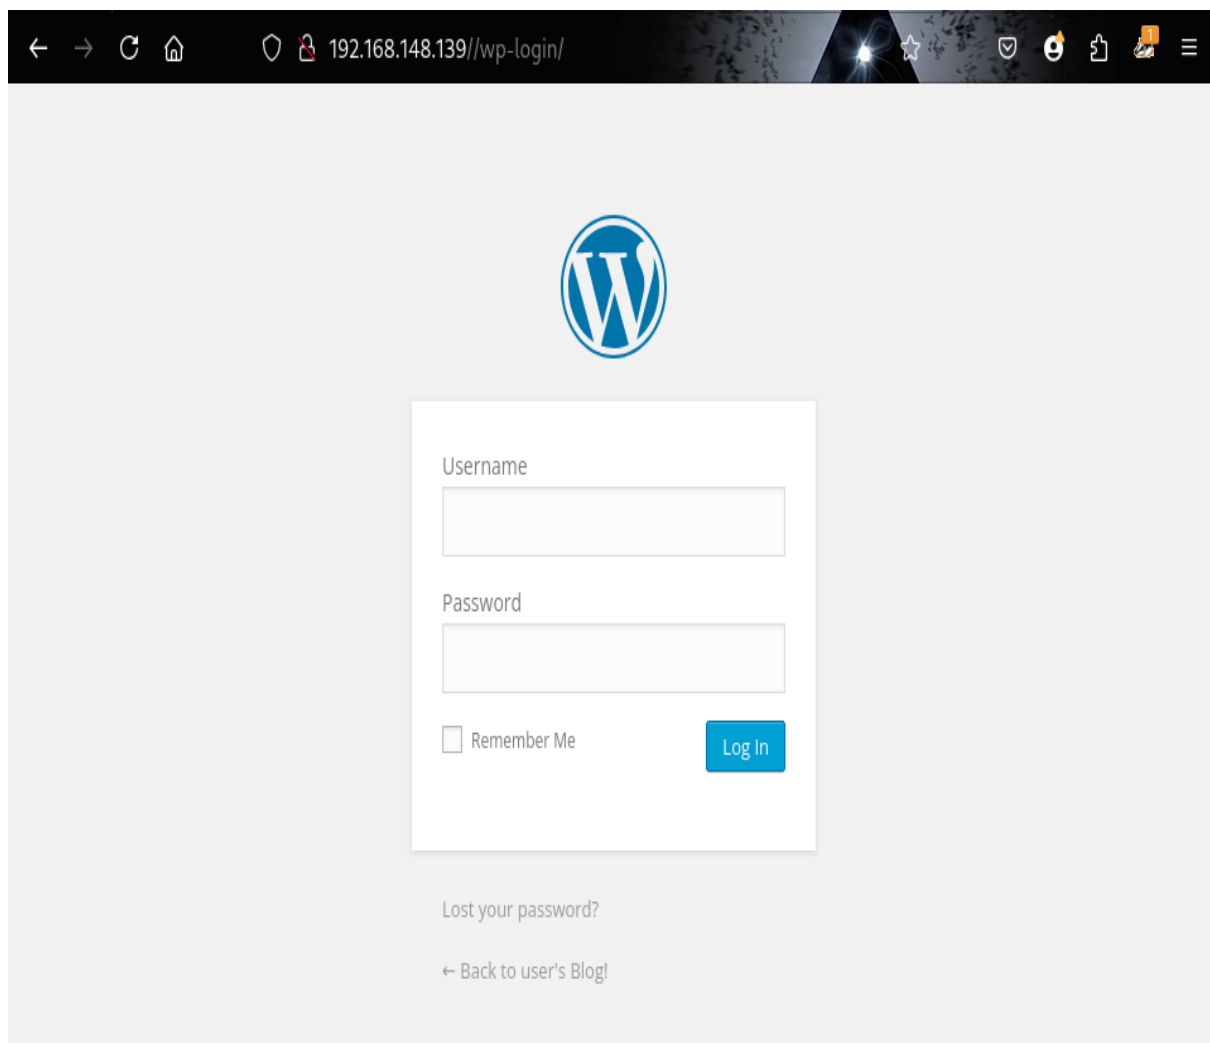 192.168.148.139//wp-login/
1
Username
Password
Remember Me
Log In
Lost your password?
← Back to user's Blog!